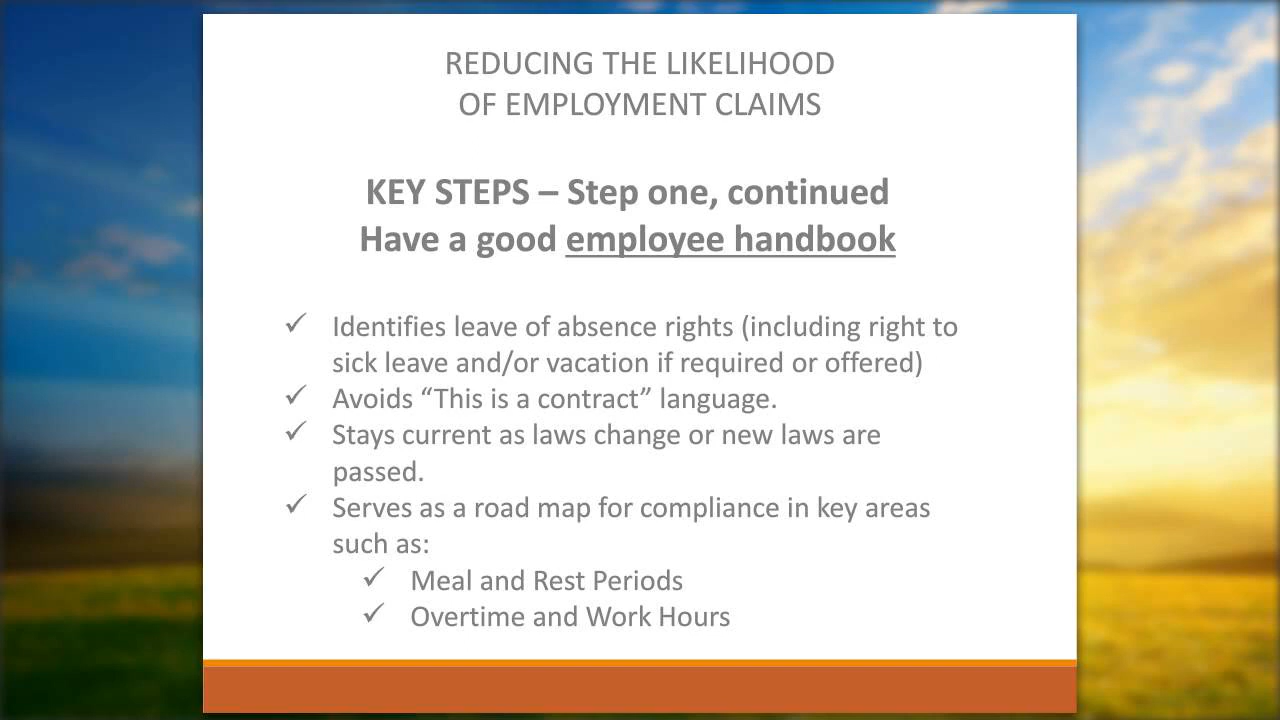 REDUCING THE LIKELIHOOD
OF EMPLOYMENT CLAIMS
KEY STEPS – Step one, continued
Have a good employee handbook
✓ Identifies leave of absence rights (including right to
sick leave and/or vacation if required or offered)
✓ Avoids “This is a contract” language.
✓ Stays current as laws change or new laws are
passed.
✓ Serves as a road map for compliance in key areas
such as:
✓ Meal and Rest Periods
✓ Overtime and Work Hours